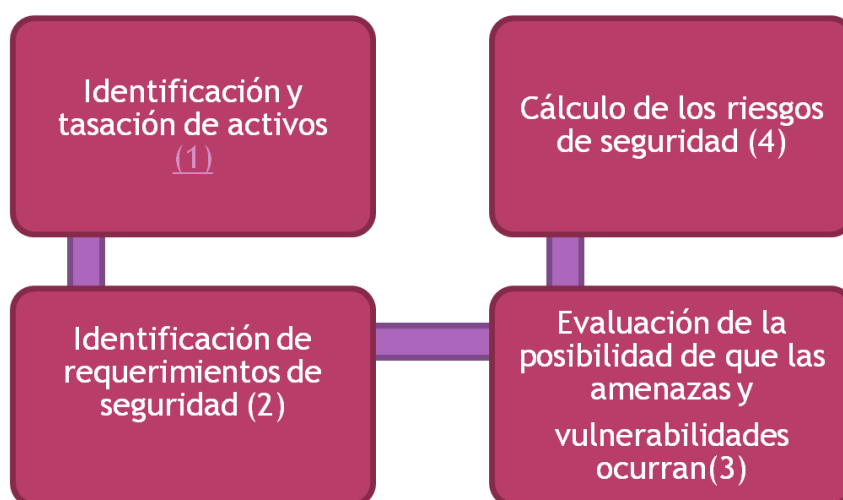 Identificación y
tasación de activos
(1)
Identificación de
requerimientos de
seguridad (2)
Evaluación de la
posibilidad de que las
amenazas y
vulnerabilidades
ocurran(3)
Cálculo de los riesgos
de seguridad (4)